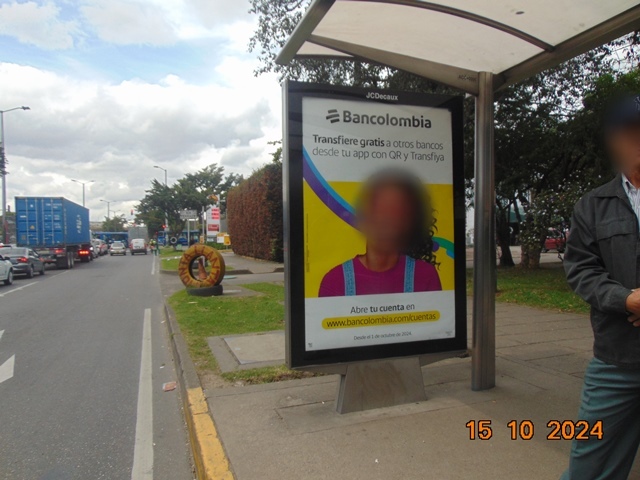 JCDecaux
Bancolombia
Transfiere gratis a otros bancos
desde tu app con QR y Transfiya
Abre tu cuenta en
www.bancolombia.com/cuentas
Desde el 2 de octubre de 2024.
15 10 2024